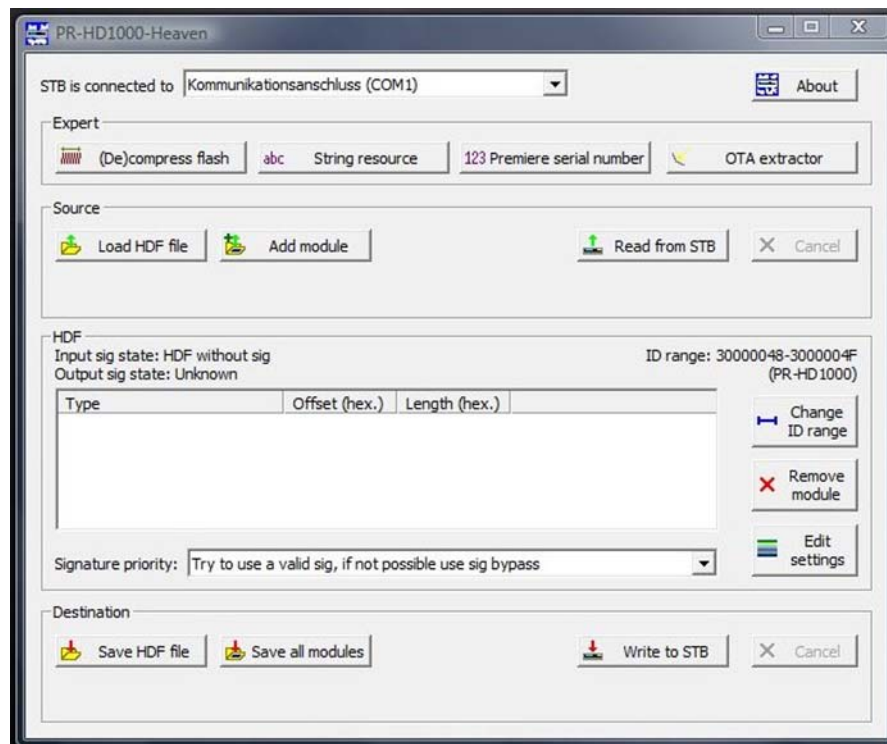 PR-HD1000-Heaven
STB is connected to Kommunikationsanschluss (COM1) About
Expert
(De)compress flash abc String resource 123 Premiere serial number OTA extractor
Source
Load HDF file Add module Read from STB Cancel
HDF
Input sig state: HDF without sig ID range: 30000048-3000004F
Output sig state: Unknown (PR-HD1000)
Type Offset (hex.) Length (hex.)
Change
ID range
Remove
module
Edit
settings
Signature priority: Try to use a valid sig, if not possible use sig bypass
Destination
Save HDF file Save all modules Write to STB Cancel